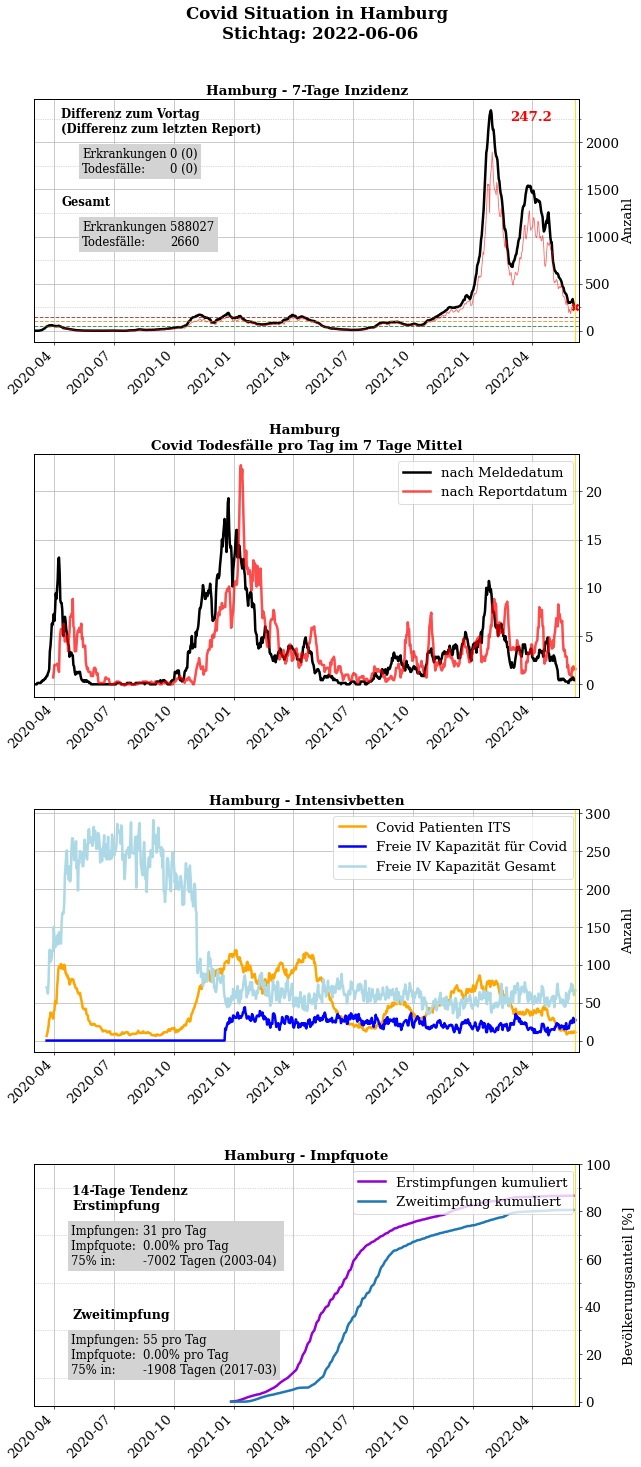 Covid Situation in Hamburg
Stichtag: 2022-06-06
Hamburg - 7-Tage Inzidenz
Differenz zum Vortag
(Differenz zum letzten Report)
Erkrankungen 0 (0)
Todesfälle: 0 (0)
Gesamt
Erkrankungen 588027
Todesfälle: 2660
247.2
2000
1500
1000
500
0
Anzahl
2020-04
2020-07
2020-10
2021-01
2021-04
2021-07
2021-10
2022-01
2022-04
Hamburg
Covid Todesfälle pro Tag im 7 Tage Mittel
nach Meldedatum
nach Reportdatum
20
15
10
5
0
2020-04
2020-07
2020-10
2021-01
2021-04
2021-07
2021-10
2022-01
2022-04
Hamburg - Intensivbetten
Covid Patienten ITS
Freie IV Kapazität für Covid
Freie IV Kapazität Gesamt
300
250
200
150
100
50
0
Anzahl
2020-04
2020-07
2020-10
2021-01
2021-04
2021-07
2021-10
2022-01
2022-04
Hamburg - Impfquote
14-Tage Tendenz
Erstimpfung
Impfungen: 31 pro Tag
Impfquote: 0.00% pro Tag
75% in: -7002 Tagen (2003-04)
Zweitimpfung
Impfungen: 55 pro Tag
Impfquote: 0.00% pro Tag
75% in: -1908 Tagen (2017-03)
Erstimpfungen kumuliert
Zweitimpfung kumuliert
100
80
60
40
20
0
Bevölkerungsanteil [%]
2020-04
2020-07
2020-10
2021-01
2021-04
2021-07
2021-10
2022-01
2022-04